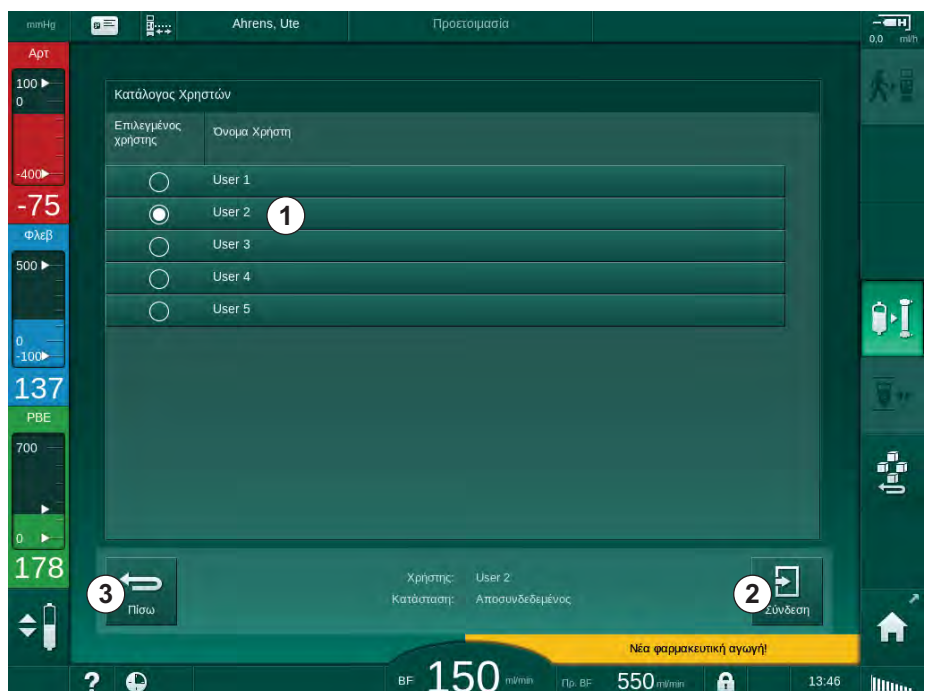 mmHg
Ahrens, Ute
Προετοιμασία
0,0 ml/h
Αρτ
100
0
-400
-75
Φλεβ
500
0
-100
137
PBE
700
0
178
Κατάλογος Χρηστών
Επιλεγμένος χρήστης
Όνομα Χρήστη
User 1
User 2
1
User 3
User 4
User 5
3
Πίσω
Χρήστης: User 2
Κατάσταση: Αποσυνδεδεμένος
2
Σύνδεση
Νέα φαρμακευτική αγωγή!
?
BF 150 ml/min
Πρ. BF 550 ml/min
13:46